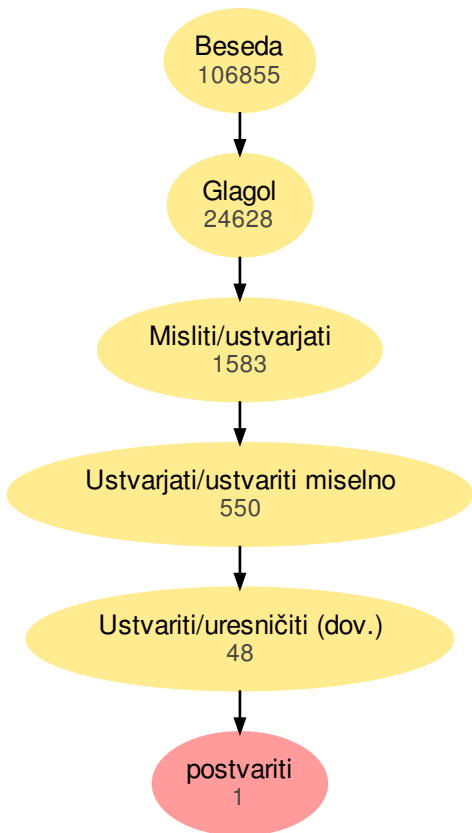 Beseda
106855
Glagol
24628
Misliti/ustvarjati
1583
Ustvarjati/ustvariti miselno
550
Ustvariti/uresničiti (dov.)
48
postvariti
1